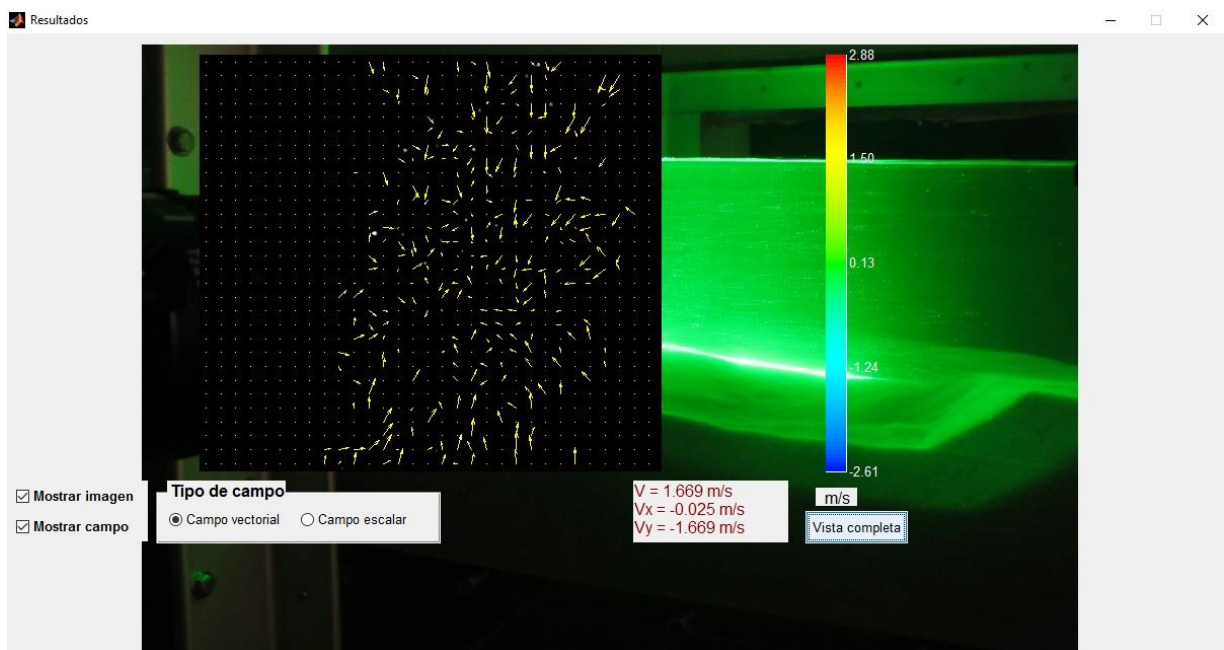 Resultados
2.88
1.50
0.13
-1.24
-2.61
Mostrar imagen
Mostrar campo
Tipo de campo
Campo vectorial
Campo escalar
V = 1.669 m/s
Vx = -0.025 m/s
Vy = -1.669 m/s
m/s
Vista completa